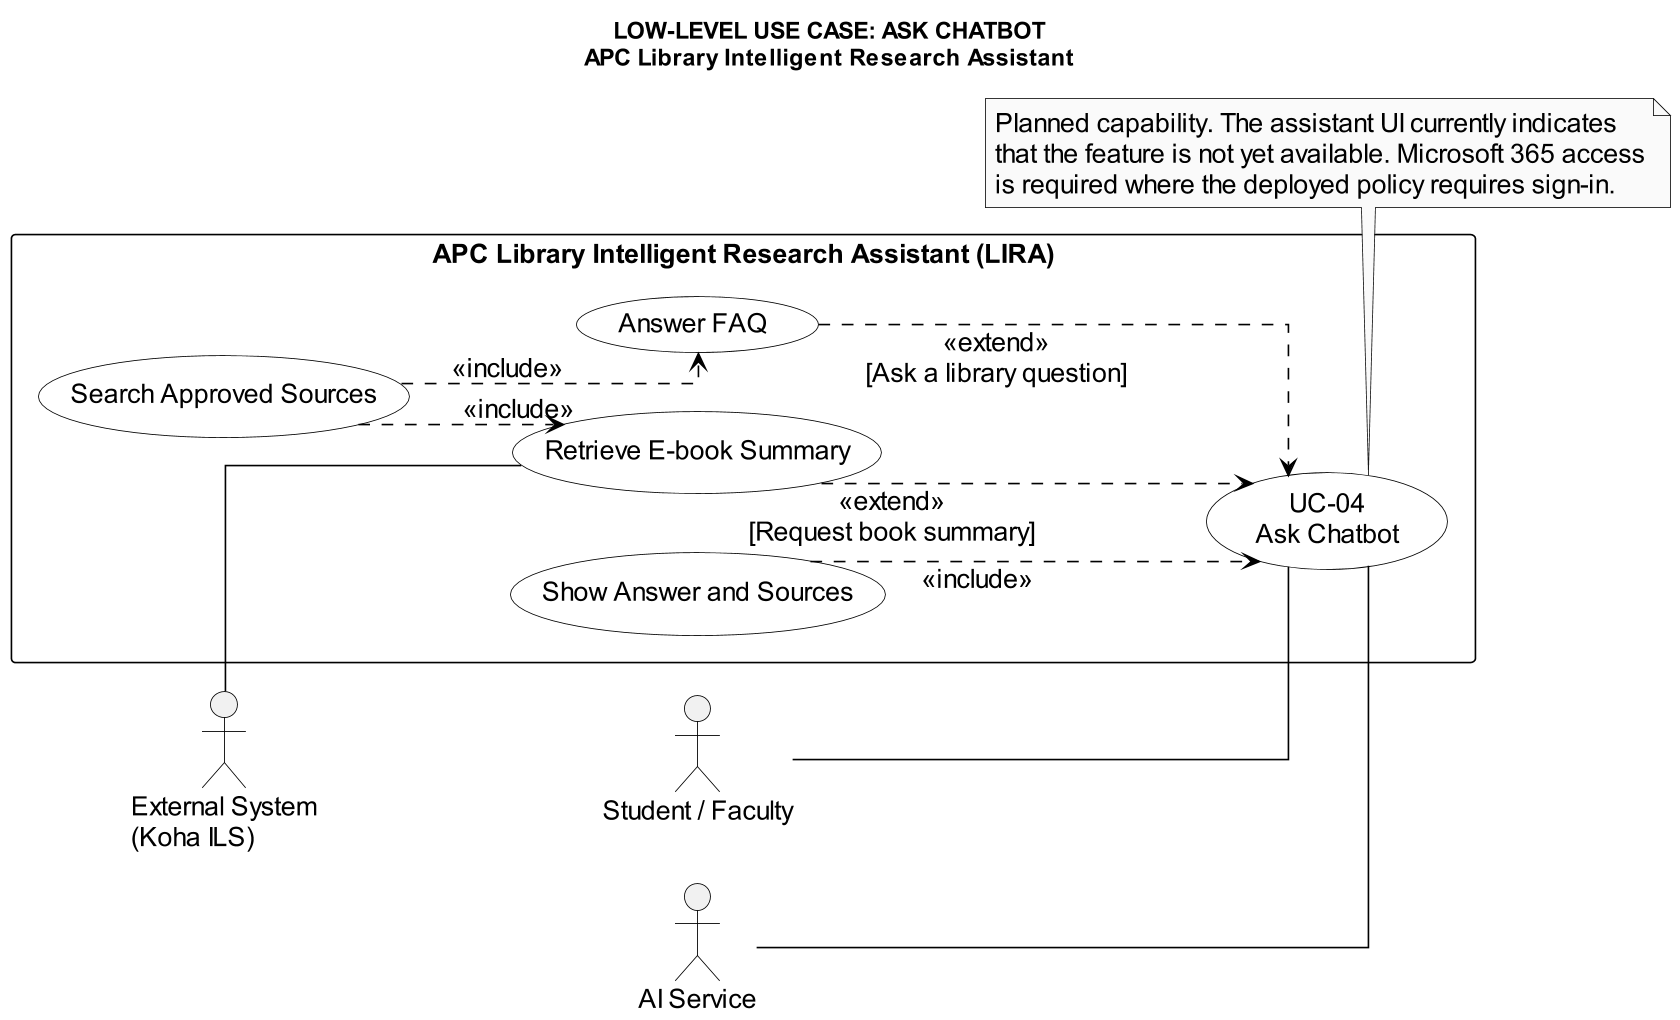 LOW-LEVEL USE CASE: ASK CHATBOT
APC Library Intelligent Research Assistant
Planned capability. The assistant UI currently indicates
that the feature is not yet available. Microsoft 365 access
is required where the deployed policy requires sign-in.
APC Library Intelligent Research Assistant (LIRA)
Answer FAQ
«extend»
[Ask a library question]
Search Approved Sources
«include»
«include»
Retrieve E-book Summary
«extend»
[Request book summary]
UC-04
Ask Chatbot
Show Answer and Sources
«include»
External System
(Koha ILS)
Student / Faculty
AI Service